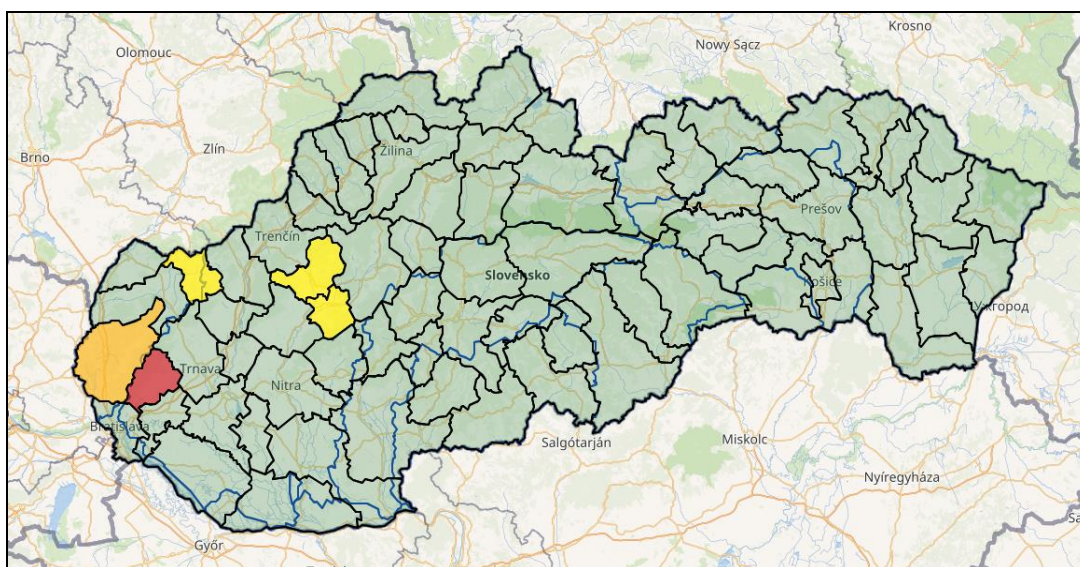 Krosno
Nowy Sącz
Olomouc
Brno
Zlín
Žilina
Prešov
Trenčín
Slovensko
Košice
Ужгород
Trnava
Nitra
Bratislava
Salgótarján
Miskolc
Nyíregyháza
Győr